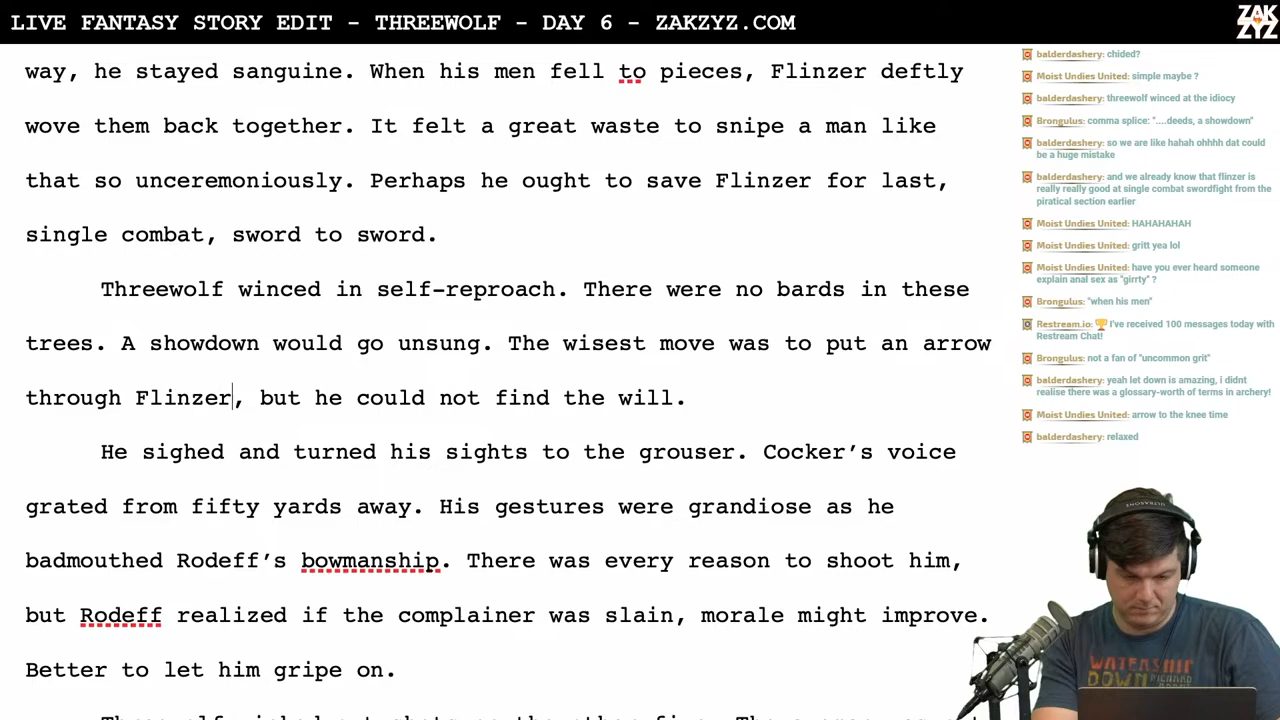 LIVE FANTASY STORY EDIT - THREEWOLF - DAY 6 - ZAKZYZ.COM
ZAK
ZYZ
way, he stayed sanguine. When his men fell to pieces, Flinzer deftly
wove them back together. It felt a great waste to snipe a man like
that so unceremoniously. Perhaps he ought to save Flinzer for last,
single combat, sword to sword.
Threewolf winced in self-reproach. There were no bards in these
trees. A showdown would go unsung. The wisest move was to put an arrow
through Flinzer, but he could not find the will.
He sighed and turned his sights to the grouser. Cocker's voice
grated from fifty yards away. His gestures were grandiose as he
badmouthed Rodeff's bowmanship. There was every reason to shoot him,
but Rodeff realized if the complainer was slain, morale might improve.
Better to let him gripe on.
balderdashery: chided?
Moist Undies United: simple maybe ?
balderdashery: threewolf winced at the idiocy
Brongulus: comma splice: "....deeds, a showdown"
balderdashery: so we are like hahah ohhhh dat could
be a huge mistake
balderdashery: and we already know that flinzer is
really really good at single combat swordfight from the
piratical section earlier
Moist Undies United: HAHAHAHAH
Moist Undies United: gritt yea lol
Moist Undies United: have you ever heard someone
explain anal sex as "girrty" ?
Brongulus: "when his men"
Restream.io: 🏆 I've received 100 messages today with
Restream Chat!
Brongulus: not a fan of "uncommon grit"
balderdashery: yeah let down is amazing, i didnt
realise there was a glossary-worth of terms in archery!
Moist Undies United: arrow to the knee time
balderdashery: relaxed
WATERSHIP
DOWN RICHARD